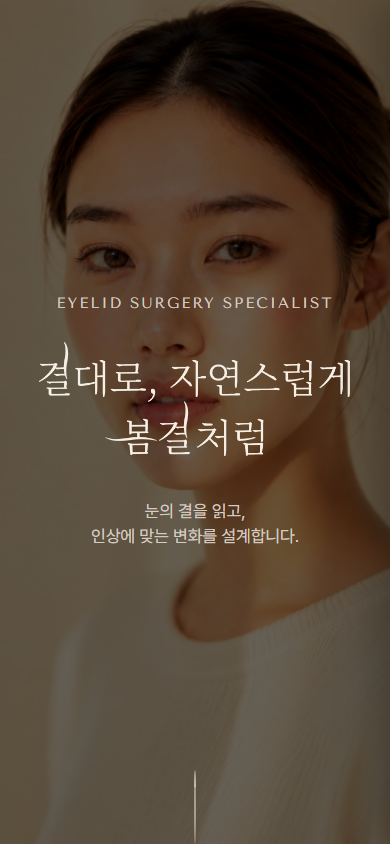 EYELID SURGERY SPECIALIST
결대로, 자연스럽게
봄결처럼
눈의 결을 읽고,
인상에 맞는 변화를 설계합니다.